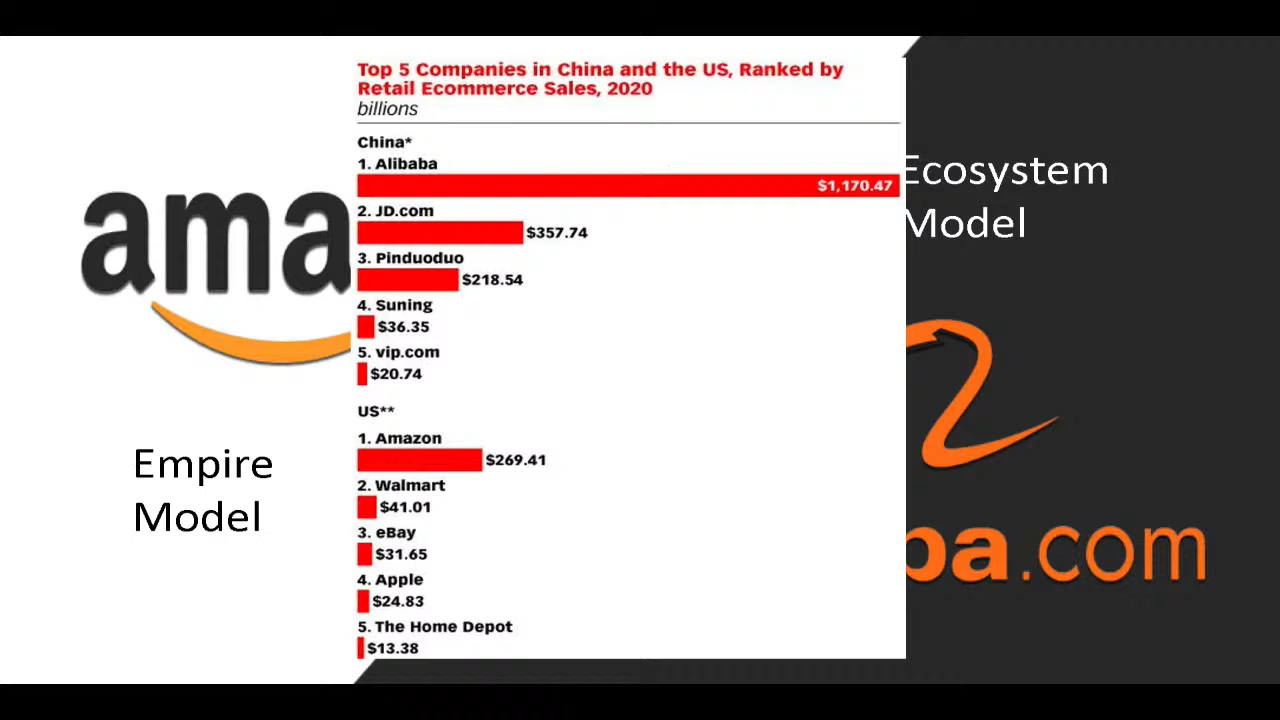 Top 5 Companies in China and the US, Ranked by
Retail Ecommerce Sales, 2020
billions
China*
1. Alibaba
$1,170.47
2. JD.com
$357.74
3. Pinduoduo
$218.54
4. Suning
$36.35
5. vip.com
$20.74
US**
1. Amazon
$269.41
2. Walmart
$41.01
3. eBay
$31.65
4. Apple
$24.83
5. The Home Depot
$13.38
ama
Empire
Model
Ecosystem
Model
ba.com